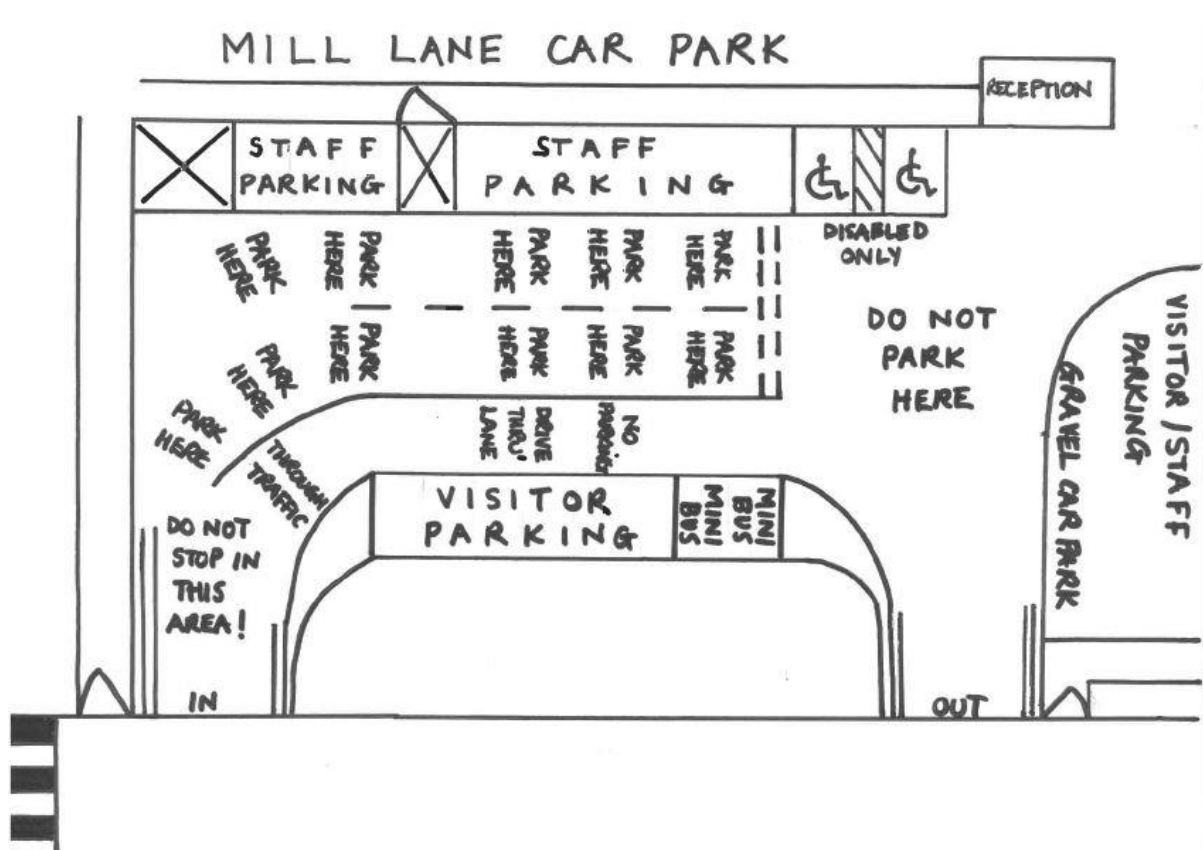 MILL LANE CAR PARK
RECEPTION
STAFF
PARKING
STAFF
PARKING
DISABLED
ONLY
PARK
HERE
PARK
HERE
PARK
HERE
PARK
HERE
PARK
HERE
PARK
HERE
PARK
HERE
PARK
HERE
PARK
HERE
PARK
HERE
PARK
HERE
DO NOT
PARK
HERE
VISITOR/STAFF
PARKING
GRAVEL CAR PARK
THROUGH
TRAFFIC
DRIVE
THRU'
LANE
NO
PARKING
VISITOR
PARKING
MINI
BUS
MINI
BUS
DO NOT
STOP IN
THIS
AREA!
IN
OUT